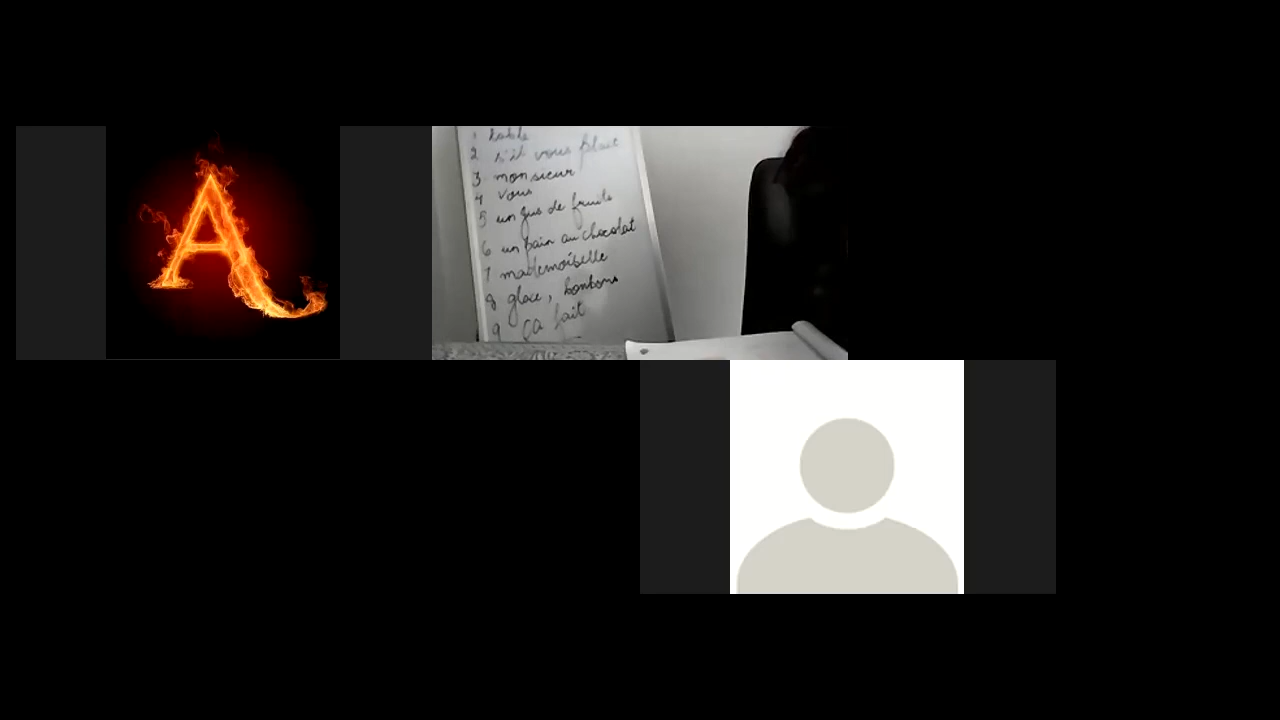 A
1 table
2 s'il vous plait
3 monsieur
4 vous
5 un jus de fruits
6 un pain au chocolat
7 mademoiselle
8 glace, bonbons
9 ça fait